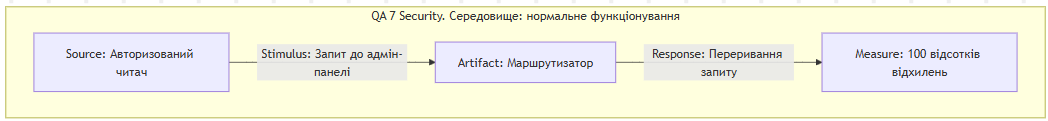 QA 7 Security. Середовище: нормальне функціонування
Source: Авторизований
читач
Stimulus: Запит до адмін-
панелі
Artifact: Маршрутизатор
Response: Переривання
запиту
Measure: 100 відсотків
відхилень